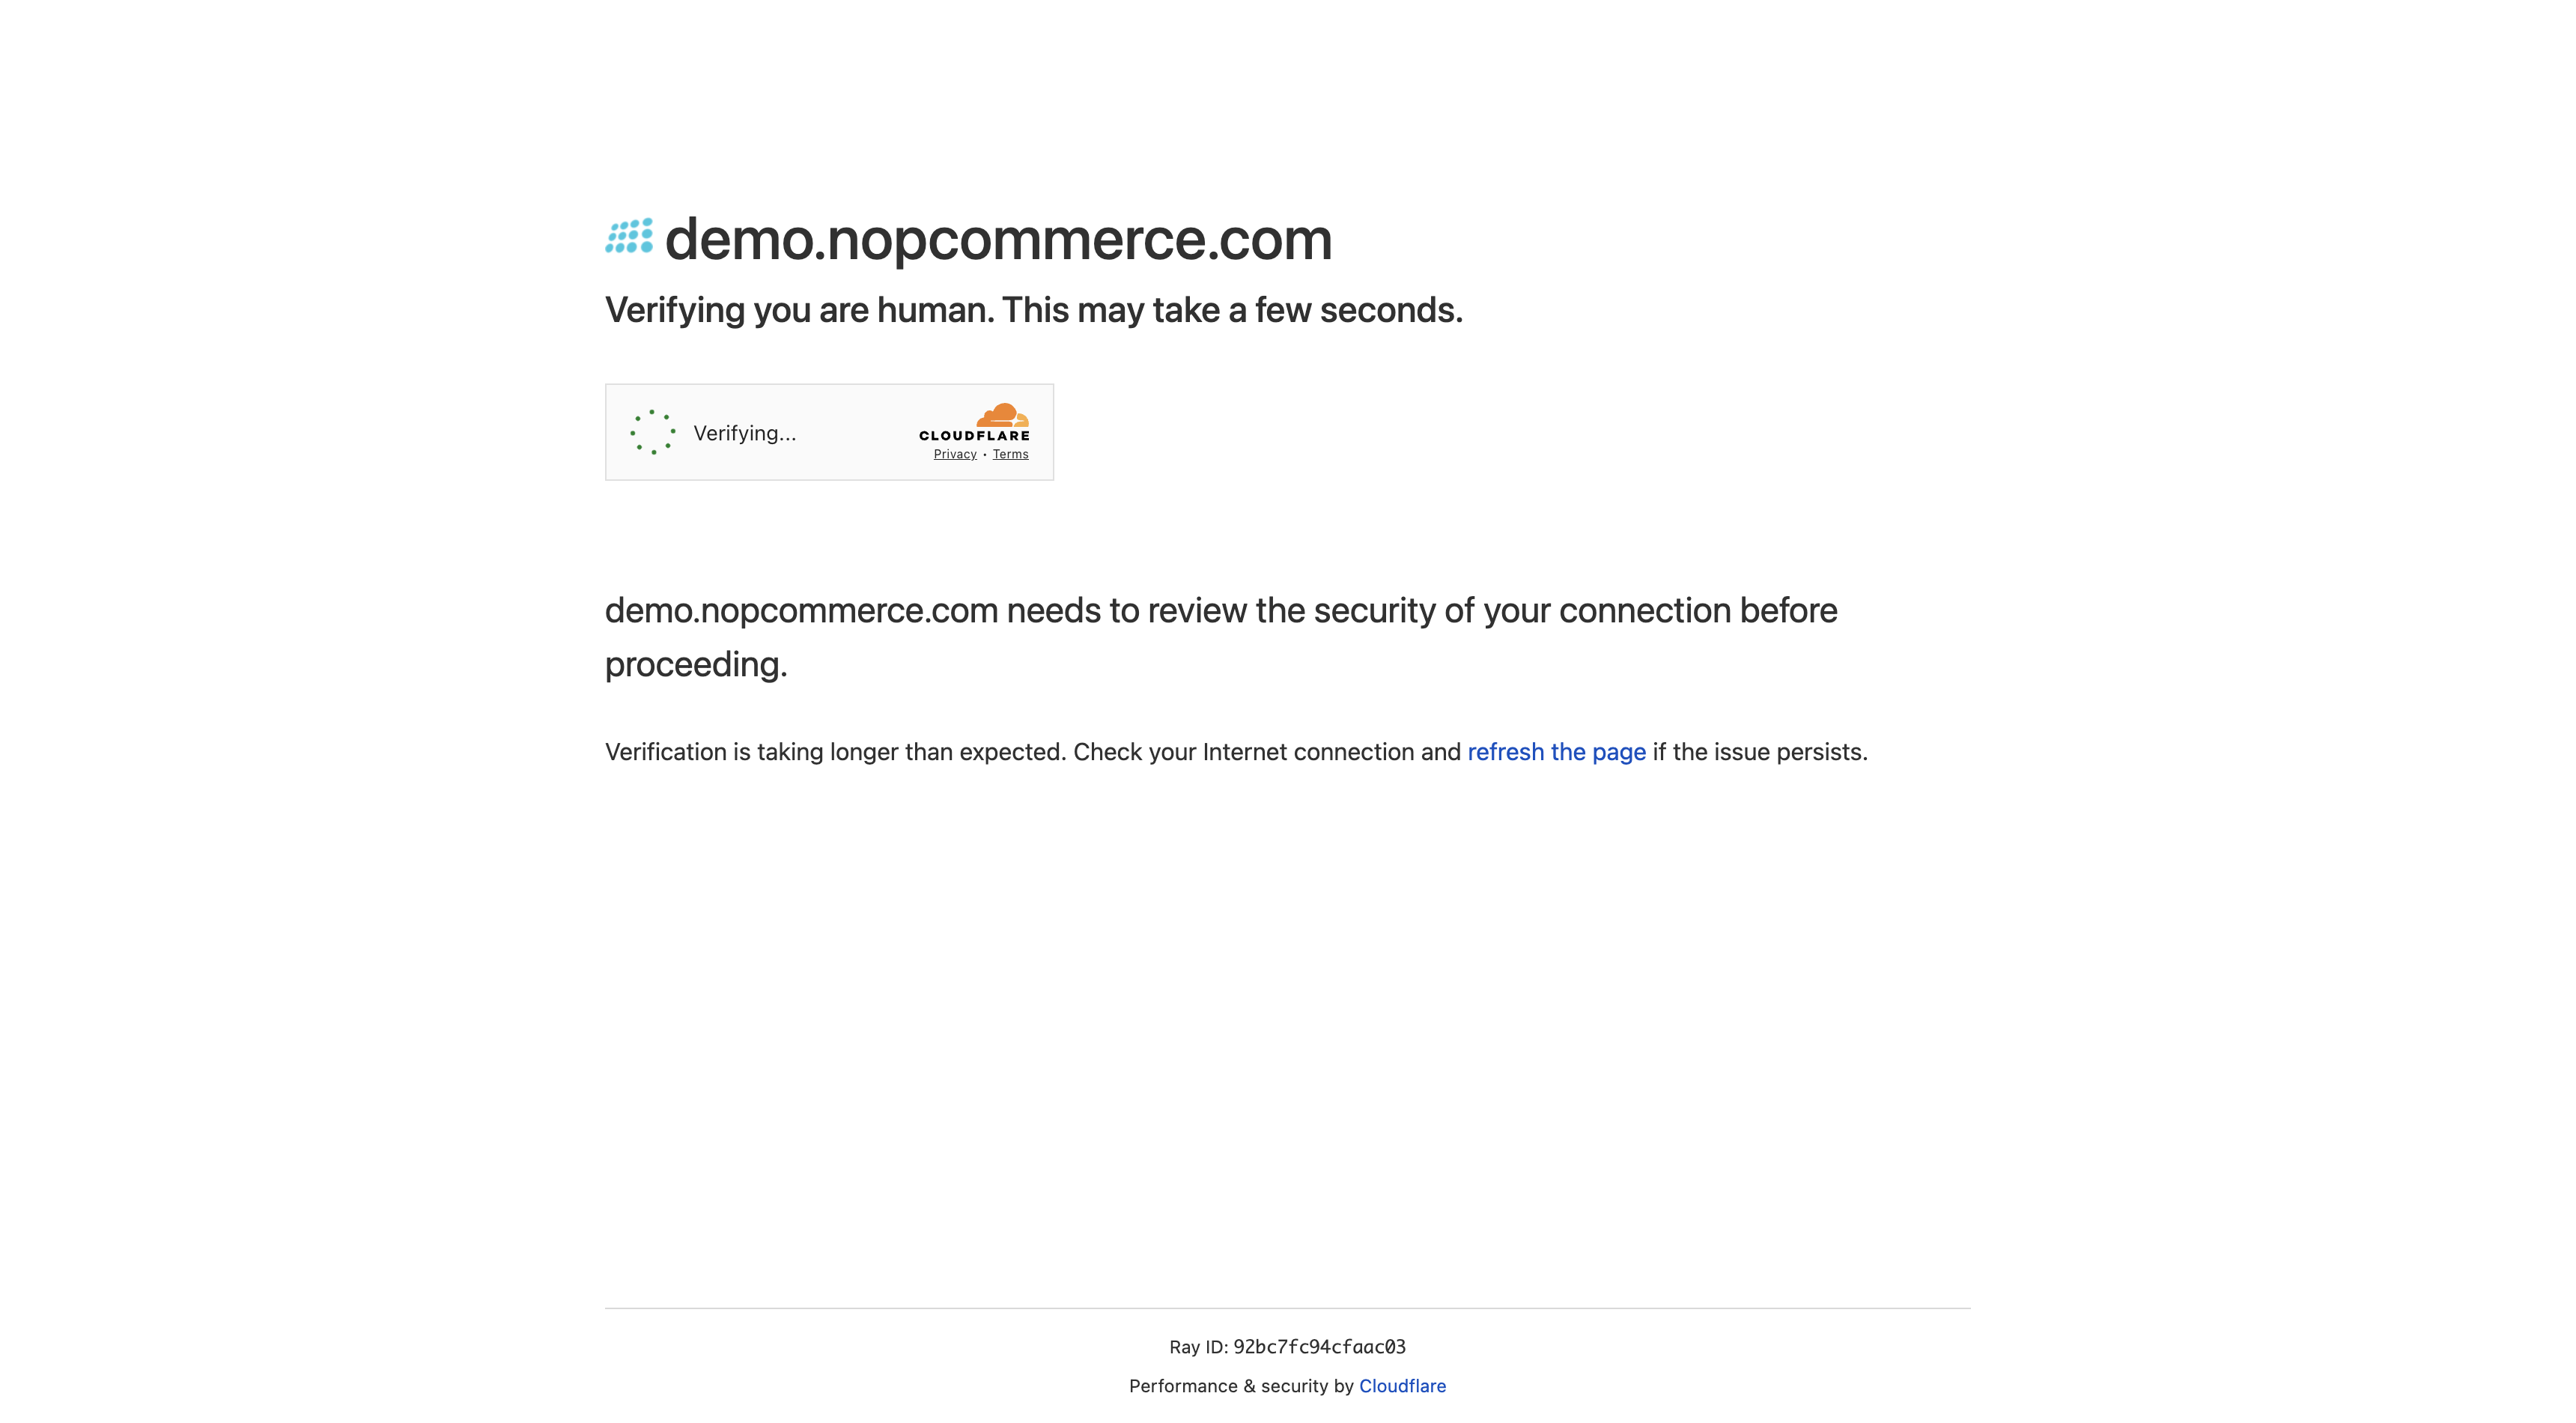 demo.nopcommerce.com
Verifying you are human. This may take a few seconds.
Verifying...
CLOUDFLARE
Privacy • Terms
demo.nopcommerce.com needs to review the security of your connection before
proceeding.
Verification is taking longer than expected. Check your Internet connection and refresh the page if the issue persists.
Ray ID: 92bc7fc94cfaac03
Performance & security by Cloudflare